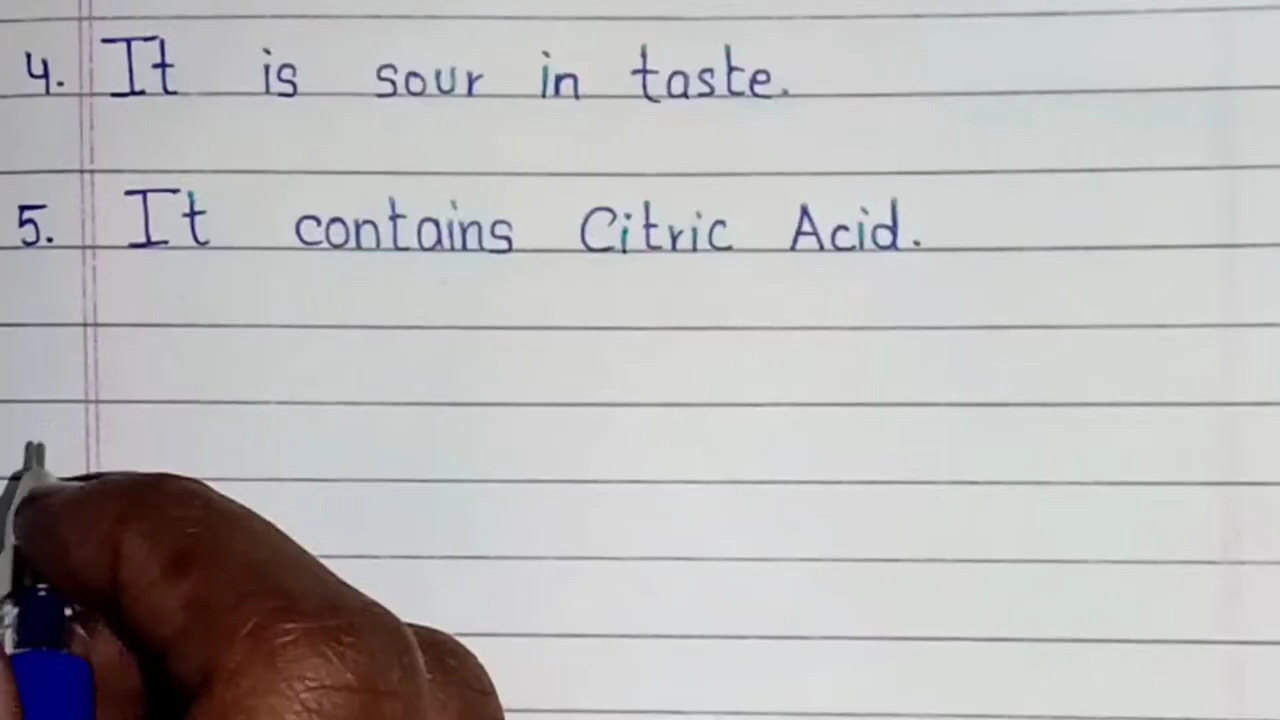 4. It is sour in taste.
5. It contains Citric Acid.